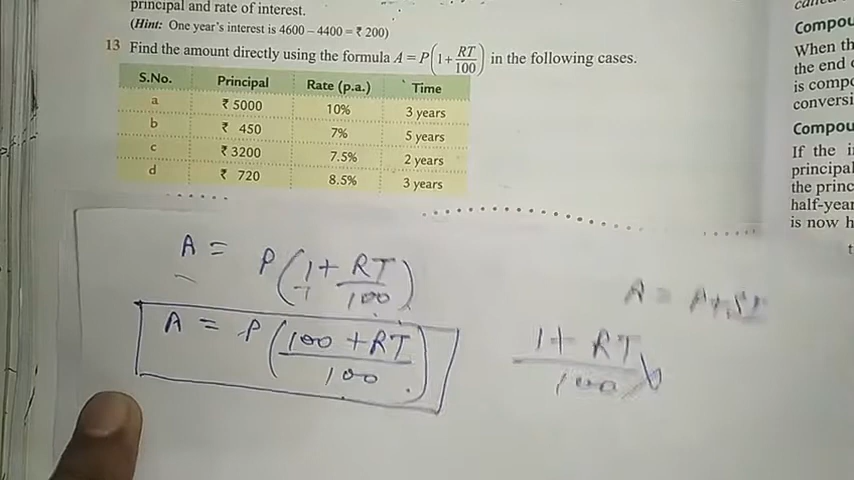 principal and rate of interest.
(Hint: One year's interest is 4600 – 4400 = ₹ 200)
13 Find the amount directly using the formula A = P(1 + RT/100) in the following cases.
S.No. Principal Rate (p.a.) Time
a ₹ 5000 10% 3 years
b ₹ 450 7% 5 years
c ₹ 3200 7.5% 2 years
d ₹ 720 8.5% 3 years
A = P(1/1 + RT/100)
A = P(100 + RT/100)
A =
1 + RT
100
Compou
When th
the end
is compo
conversi
Compou
If the i
principal
the princ
half-year
is now h